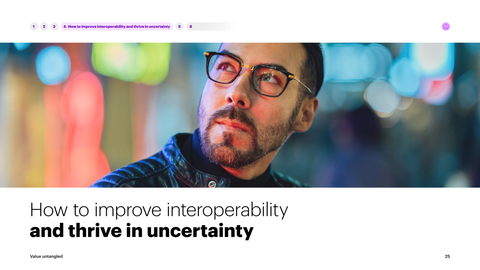 1 2 3 4. How to improve interoperability and thrive in uncertainty 5 6
How to improve interoperability
and thrive in uncertainty
Value untangled
25